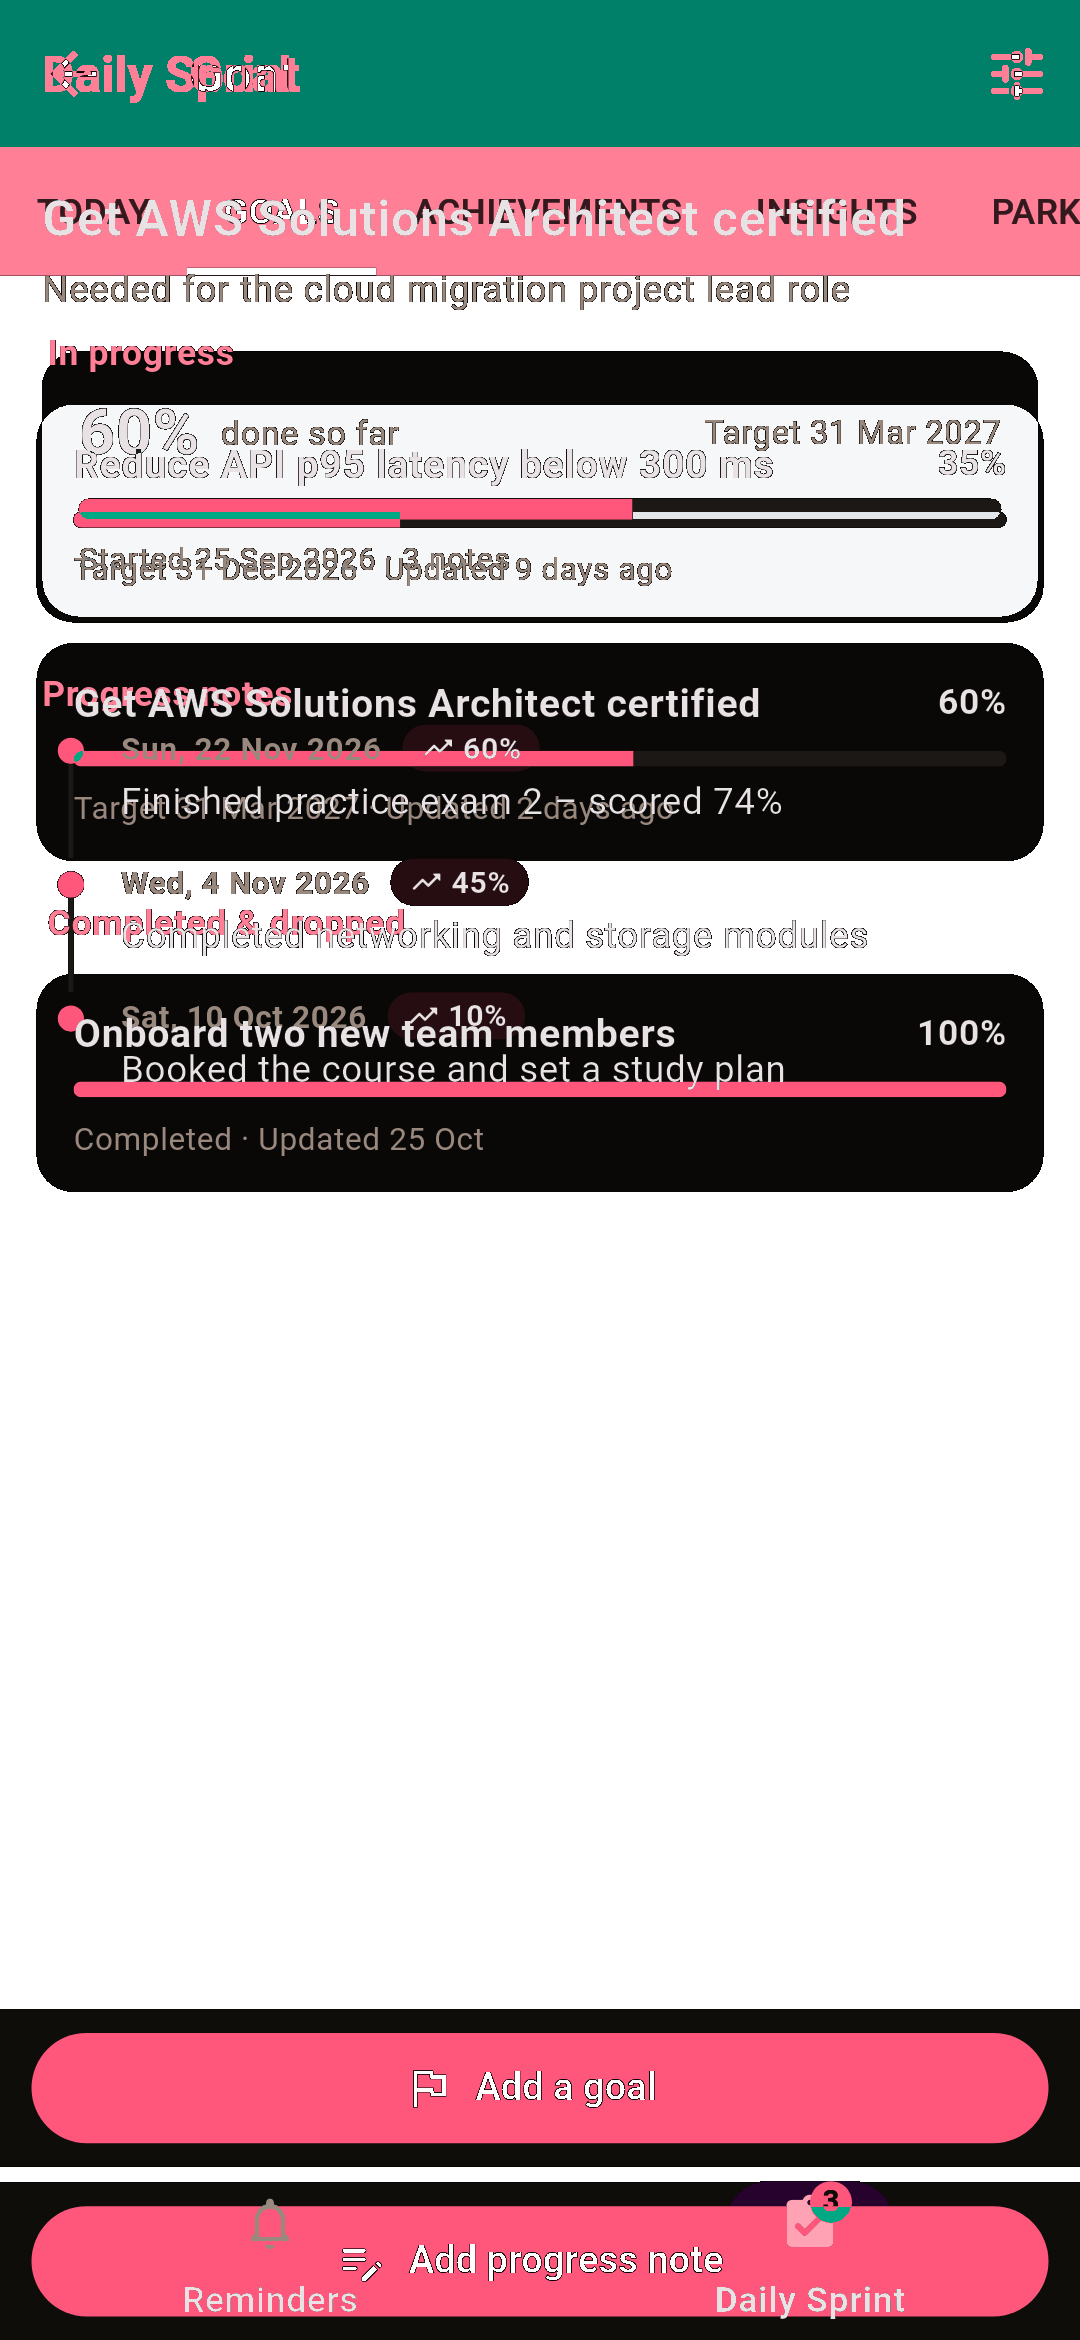 Daily Sprint
Goal
TODAY GOALS ACHIEVEMENTS INSIGHTS PARK
Get AWS Solutions Architect certified
Needed for the cloud migration project lead role
In progress
60% done so far Target 31 Mar 2027
Reduce API p95 latency below 300 ms 35%
Started 25 Sep 2026 · 3 notes
Target 31 Dec 2026 · Updated 9 days ago
Progress notes
Get AWS Solutions Architect certified 60%
Sun, 22 Nov 2026 60%
Finished practice exam 2 – scored 74%
Target 31 Mar 2027 · Updated 2 days ago
Wed, 4 Nov 2026 45%
Completed & dropped
Completed networking and storage modules
Sat, 10 Oct 2026 10%
Onboard two new team members 100%
Booked the course and set a study plan
Completed · Updated 25 Oct
Add a goal
3
Add progress note
Reminders Daily Sprint